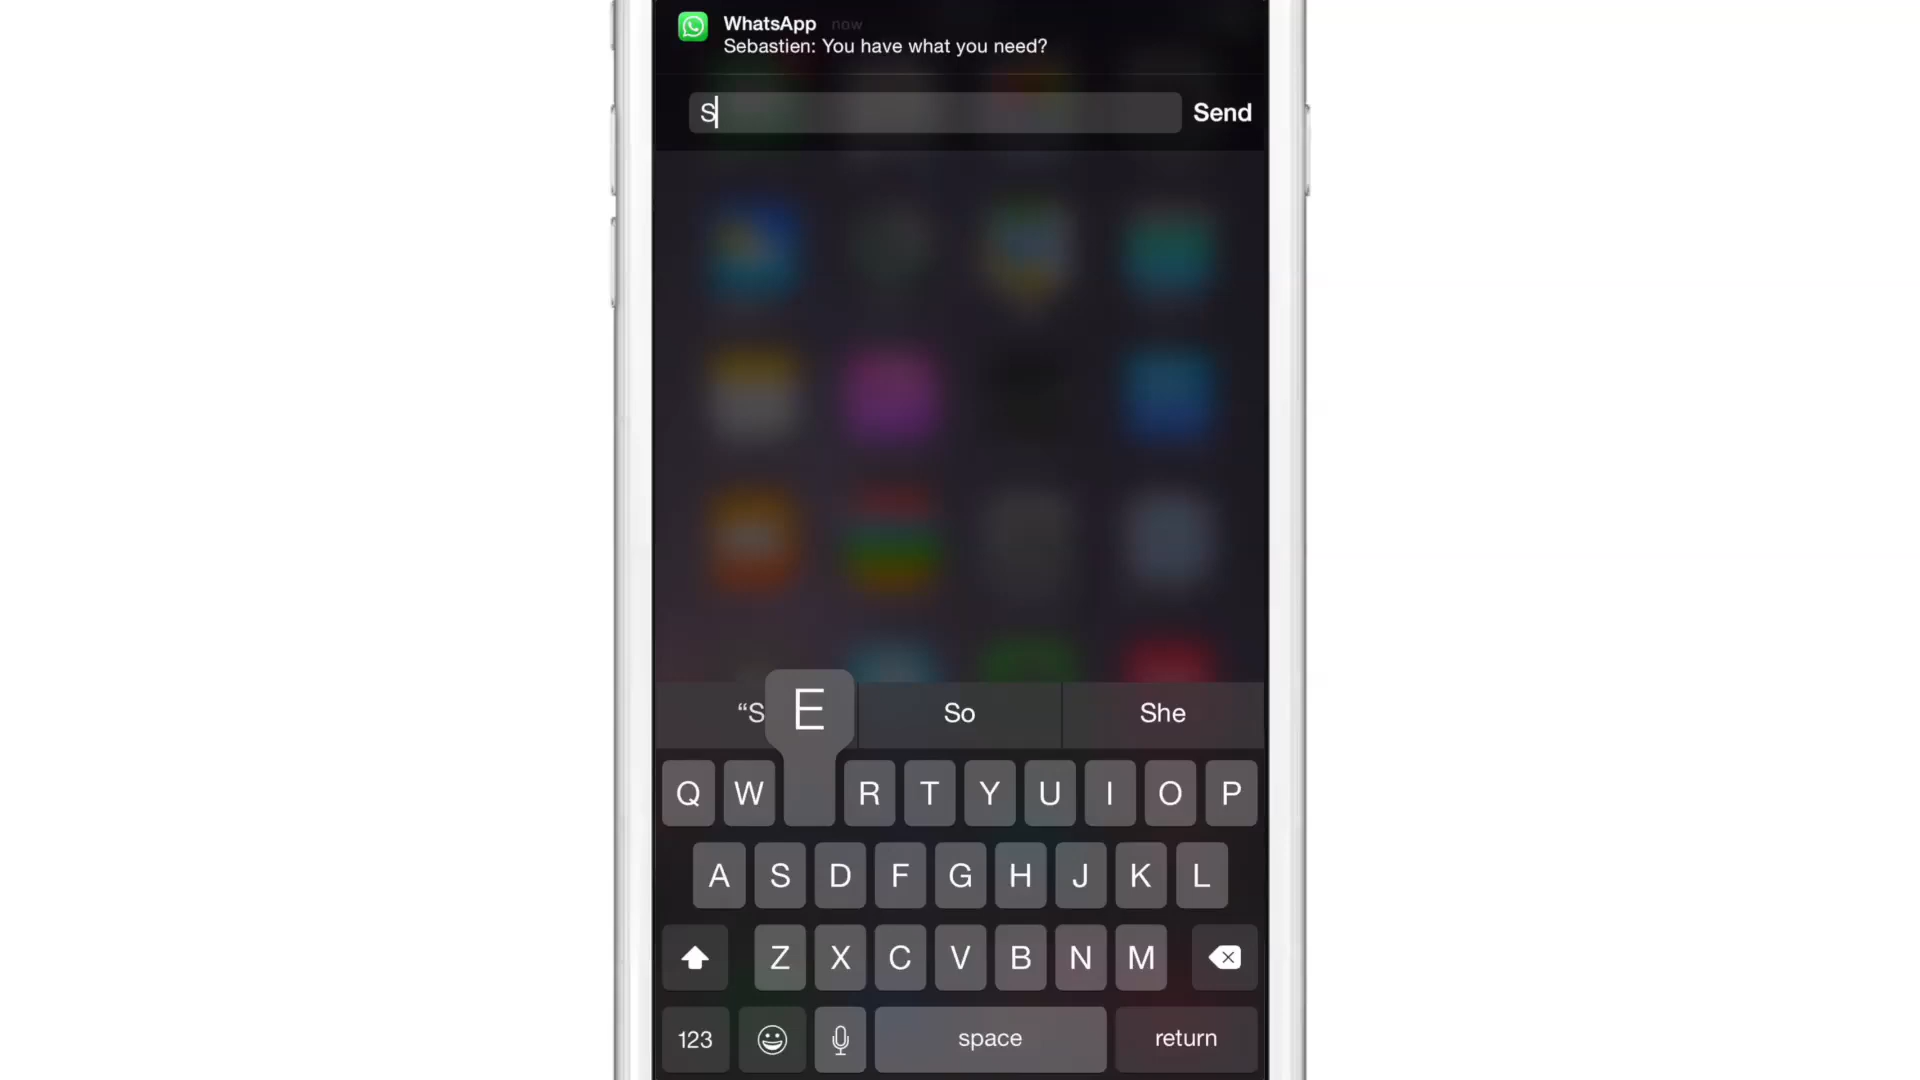 WhatsApp now
Sebastien: You have what you need?
S
Send
“S
E
So
She
Q W R T Y U I O P
A S D F G H J K L
Z X C V B N M
123 space return